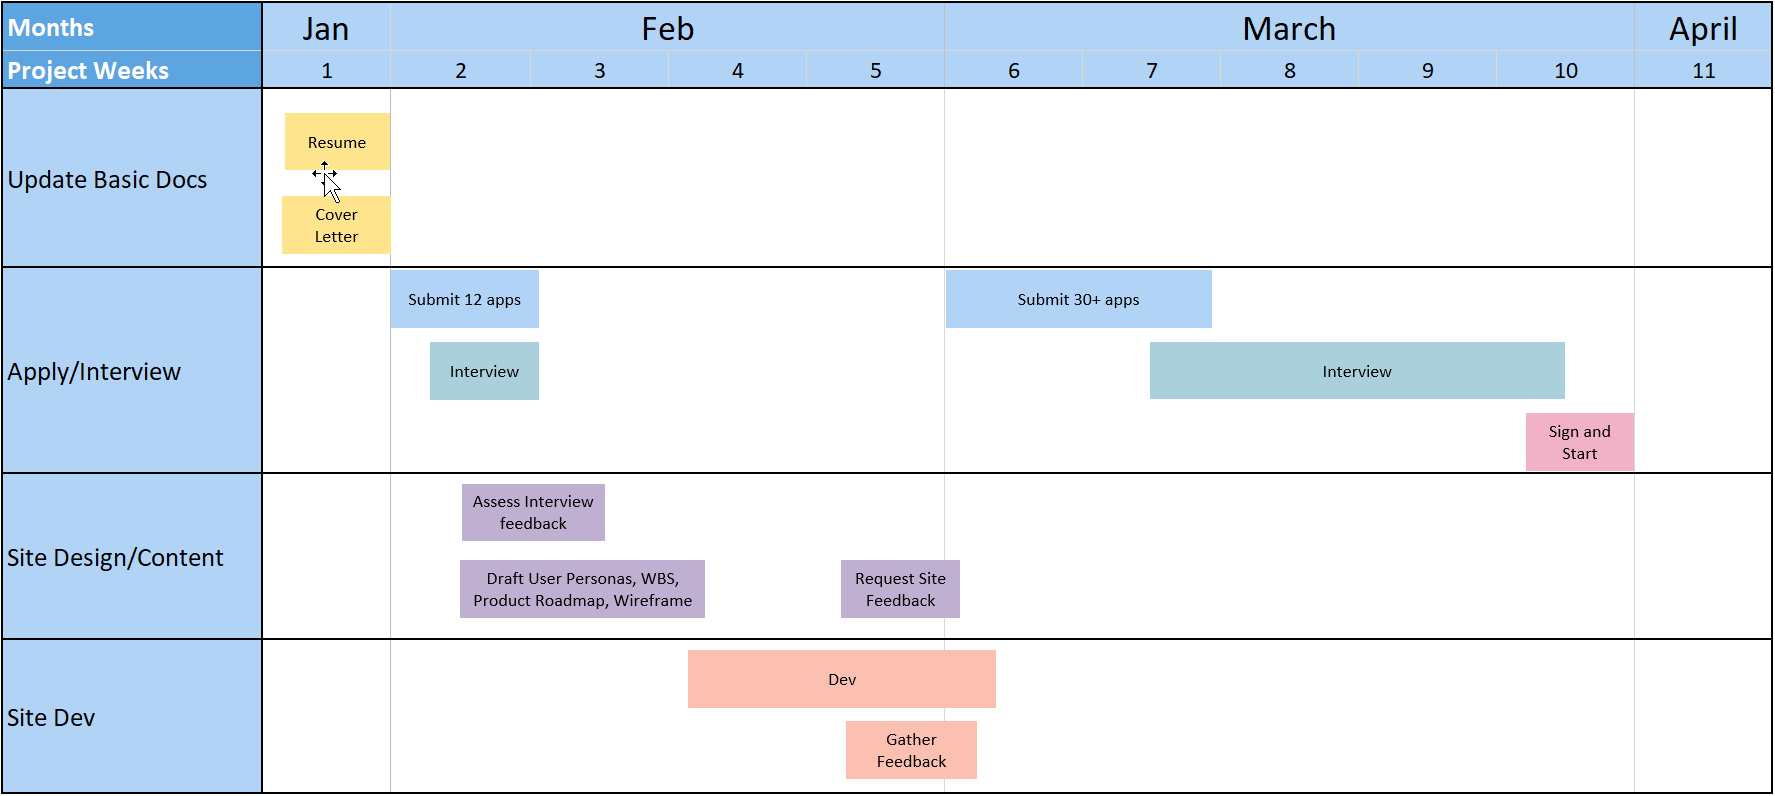 Months
Jan
Feb
March
April
Project Weeks
1
2
3
4
5
6
7
8
9
10
11
Update Basic Docs
Resume
Cover
Letter
Apply/Interview
Submit 12 apps
Submit 30+ apps
Interview
Interview
Sign and
Start
Site Design/Content
Assess Interview
feedback
Draft User Personas, WBS,
Product Roadmap, Wireframe
Request Site
Feedback
Site Dev
Dev
Gather
Feedback